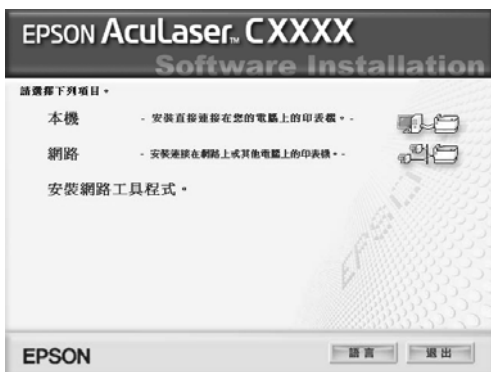 EPSON AcuLaser™ CXXXX
Software Installation
請選擇下列項目。
本機 - 安裝直接連接在您的電腦上的印表機。-
網路 - 安裝連接在網路上或其他電腦上的印表機。-
安裝網路工具程式。
EPSON
EPSON 語言 退出